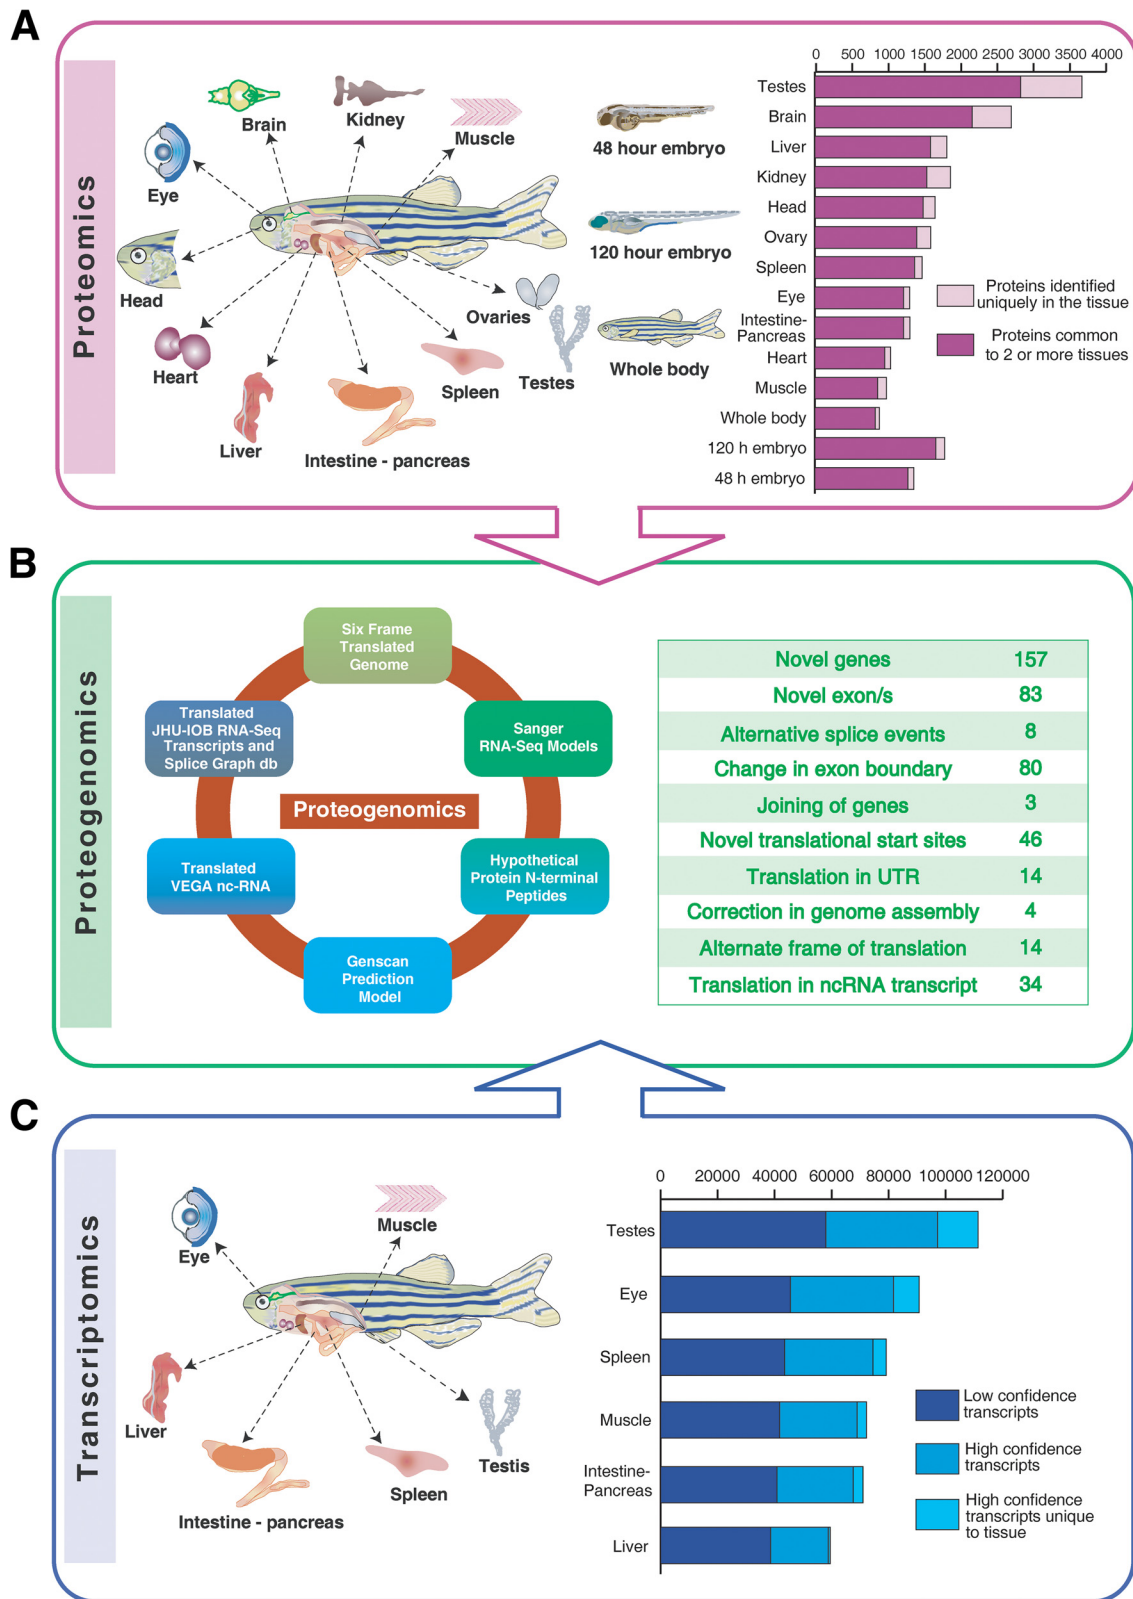 A
Proteomics
Brain
Kidney
Muscle
Eye
Head
Heart
Liver
Intestine - pancreas
Spleen
Testes
Ovaries
48 hour embryo
120 hour embryo
Whole body
0 500 1000 1500 2000 2500 3000 3500 4000
Testes
Brain
Liver
Kidney
Head
Ovary
Spleen
Eye
Intestine-
Pancreas
Heart
Muscle
Whole body
120 h embryo
48 h embryo
Proteins identified
uniquely in the tissue
Proteins common
to 2 or more tissues
B
Proteogenomics
Six Frame
Translated
Genome
Translated
JHU-IOB RNA-Seq
Transcripts and
Splice Graph db
Sanger
RNA-Seq Models
Proteogenomics
Translated
VEGA nc-RNA
Hypothetical
Protein N-terminal
Peptides
Genscan
Prediction
Model
Novel genes 157
Novel exon/s 83
Alternative splice events 8
Change in exon boundary 80
Joining of genes 3
Novel translational start sites 46
Translation in UTR 14
Correction in genome assembly 4
Alternate frame of translation 14
Translation in ncRNA transcript 34
C
Transcriptomics
Eye
Muscle
Liver
Intestine - pancreas
Spleen
Testis
0 20000 40000 60000 80000 100000 120000
Testes
Eye
Spleen
Muscle
Intestine-
Pancreas
Liver
Low confidence
transcripts
High confidence
transcripts
High confidence
transcripts unique
to tissue